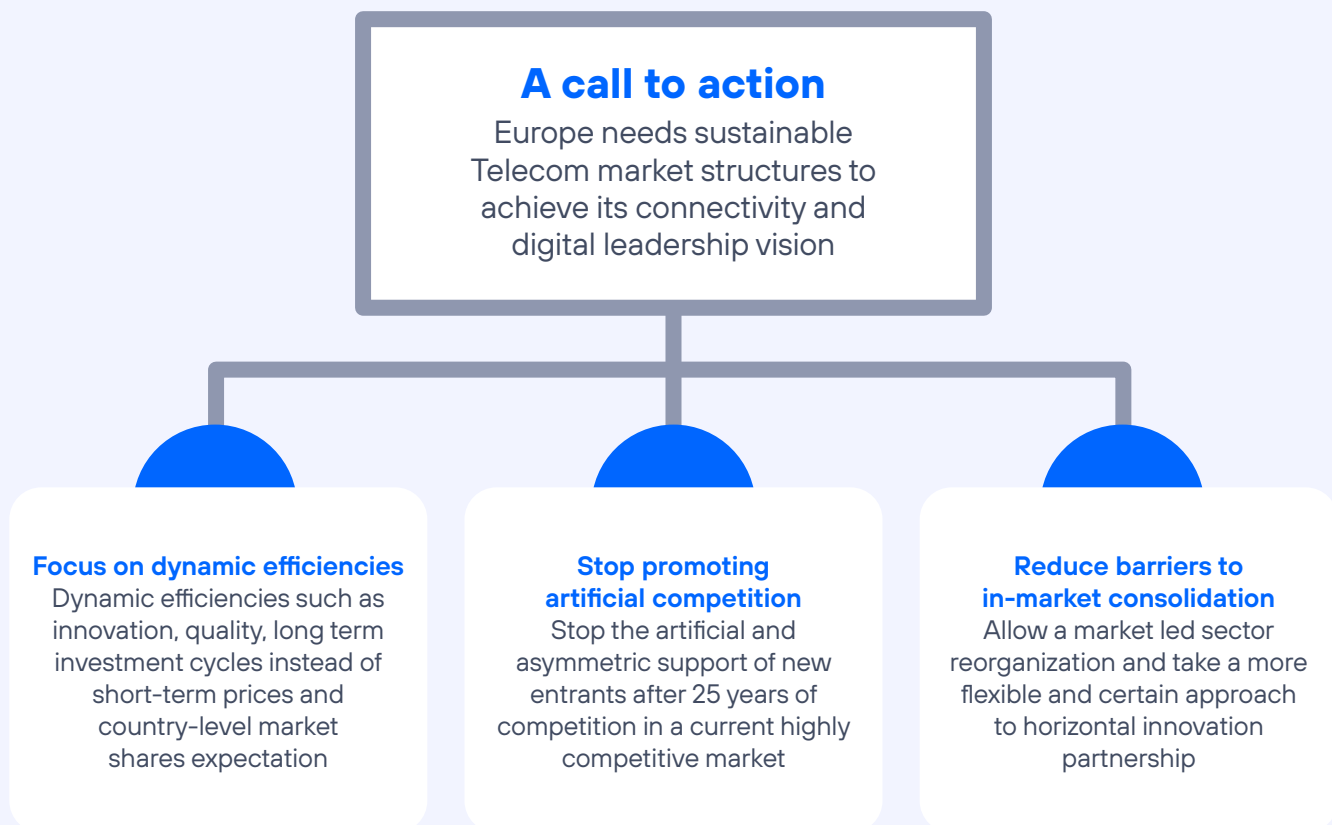 A call to action
Europe needs sustainable
Telecom market structures to
achieve its connectivity and
digital leadership vision
Focus on dynamic efficiencies
Dynamic efficiencies such as
innovation, quality, long term
investment cycles instead of
short-term prices and
country-level market
shares expectation
Stop promoting
artificial competition
Stop the artificial and
asymmetric support of new
entrants after 25 years of
competition in a current highly
competitive market
Reduce barriers to
in-market consolidation
Allow a market led sector
reorganization and take a more
flexible and certain approach
to horizontal innovation
partnership